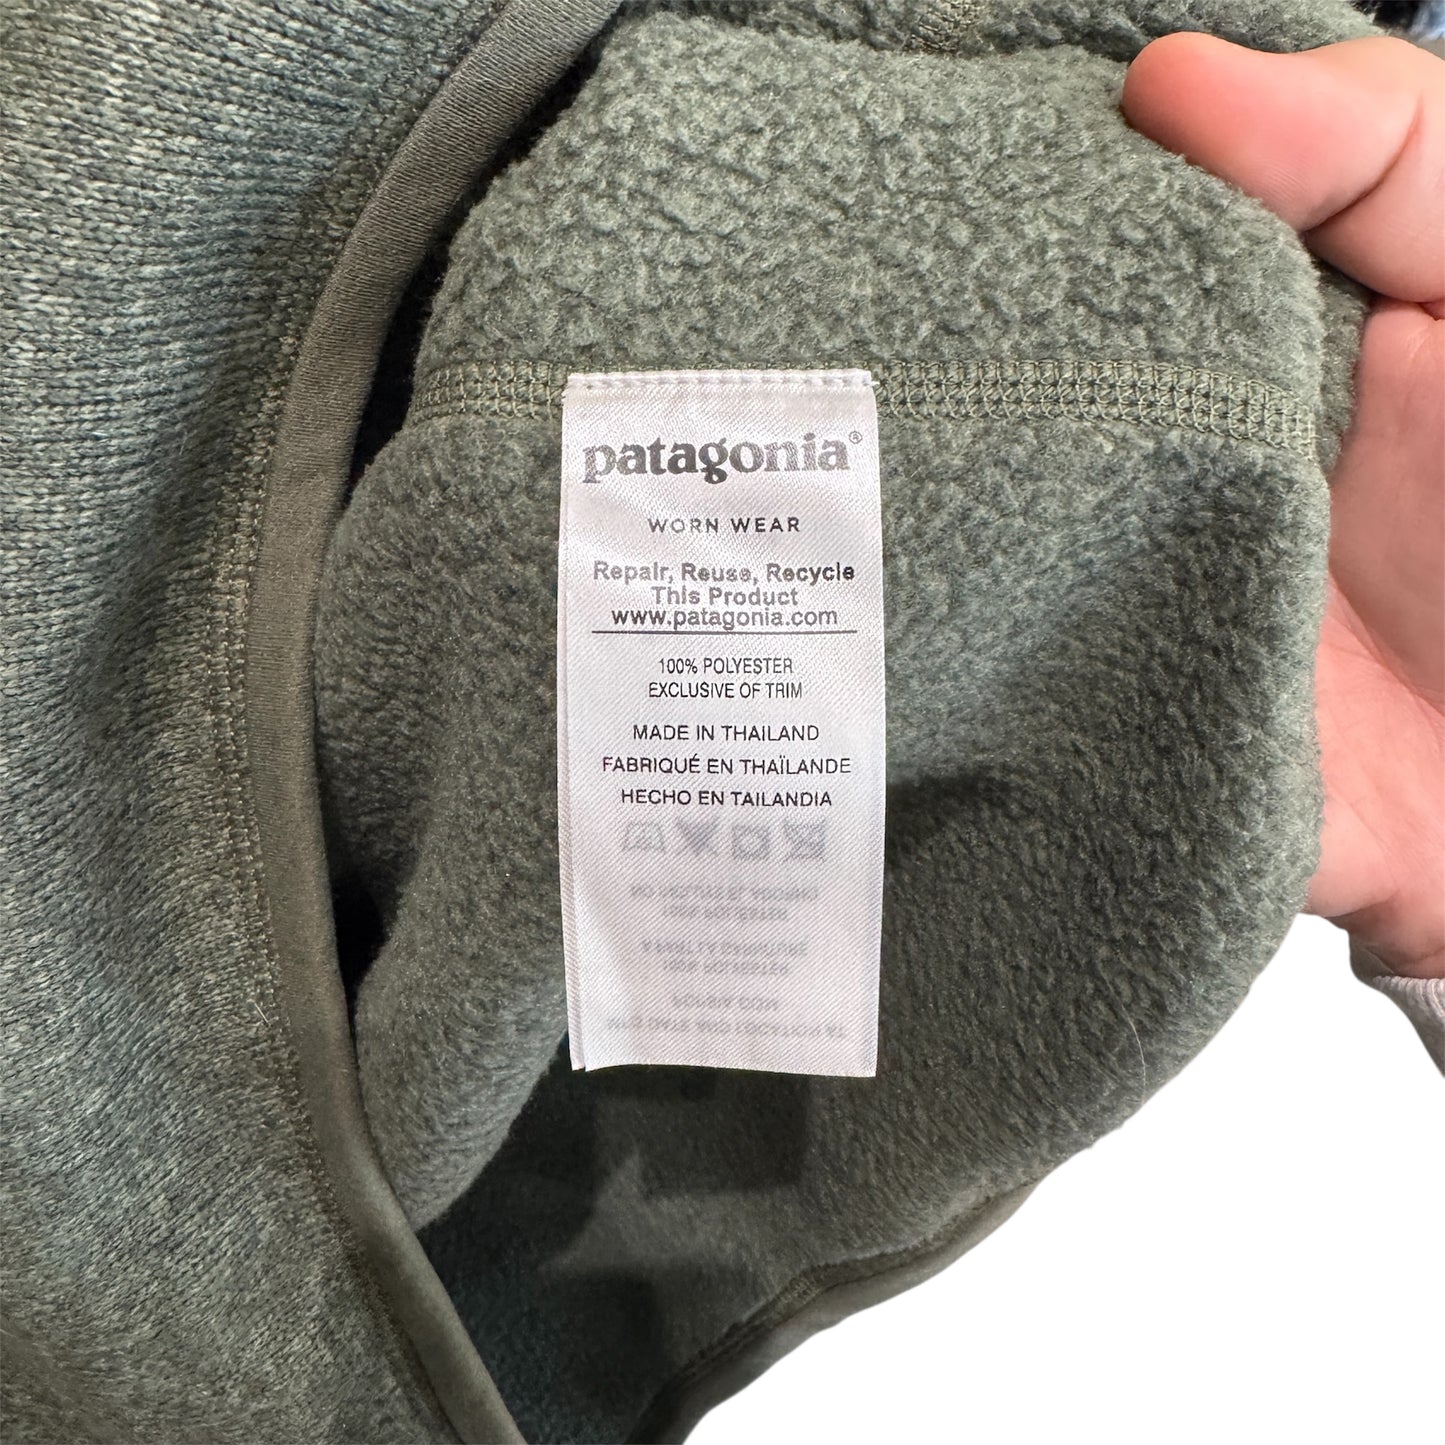 patagonia®
WORN WEAR
Repair, Reuse, Recycle
This Product
www.patagonia.com
100% POLYESTER
EXCLUSIVE OF TRIM
MADE IN THAILAND
FABRIQUÉ EN THAÏLANDE
HECHO EN TAILANDIA